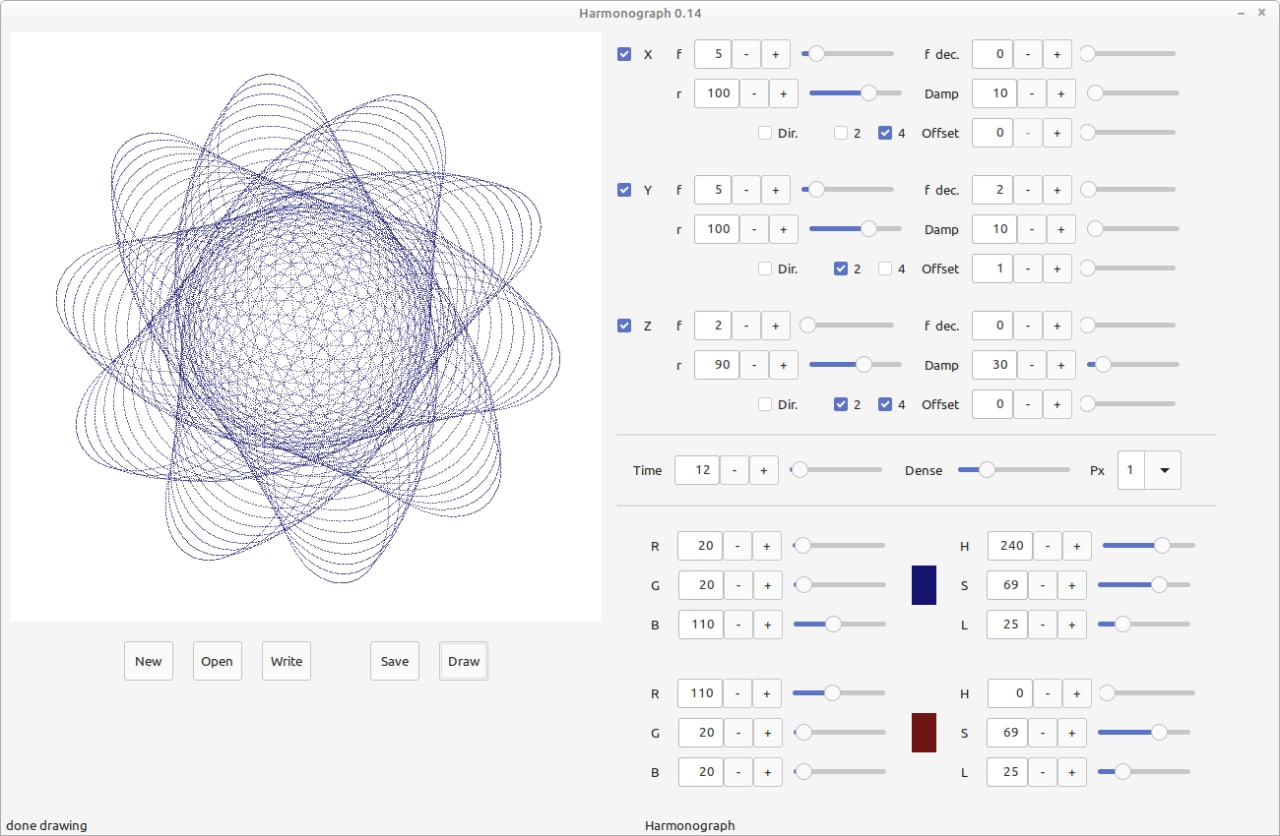 Harmonograph 0.14 – ×
X f 5 - + f dec. 0 - +
r 100 - + Damp 10 - +
Dir. 2 4 Offset 0 - +
Y f 5 - + f dec. 2 - +
r 100 - + Damp 10 - +
Dir. 2 4 Offset 1 - +
Z f 2 - + f dec. 0 - +
r 90 - + Damp 30 - +
Dir. 2 4 Offset 0 - +
Time 12 - + Dense Px 1
R 20 - + H 240 - +
G 20 - + S 69 - +
B 110 - + L 25 - +
New Open Write Save Draw
R 110 - + H 0 - +
G 20 - + S 69 - +
B 20 - + L 25 - +
done drawing Harmonograph